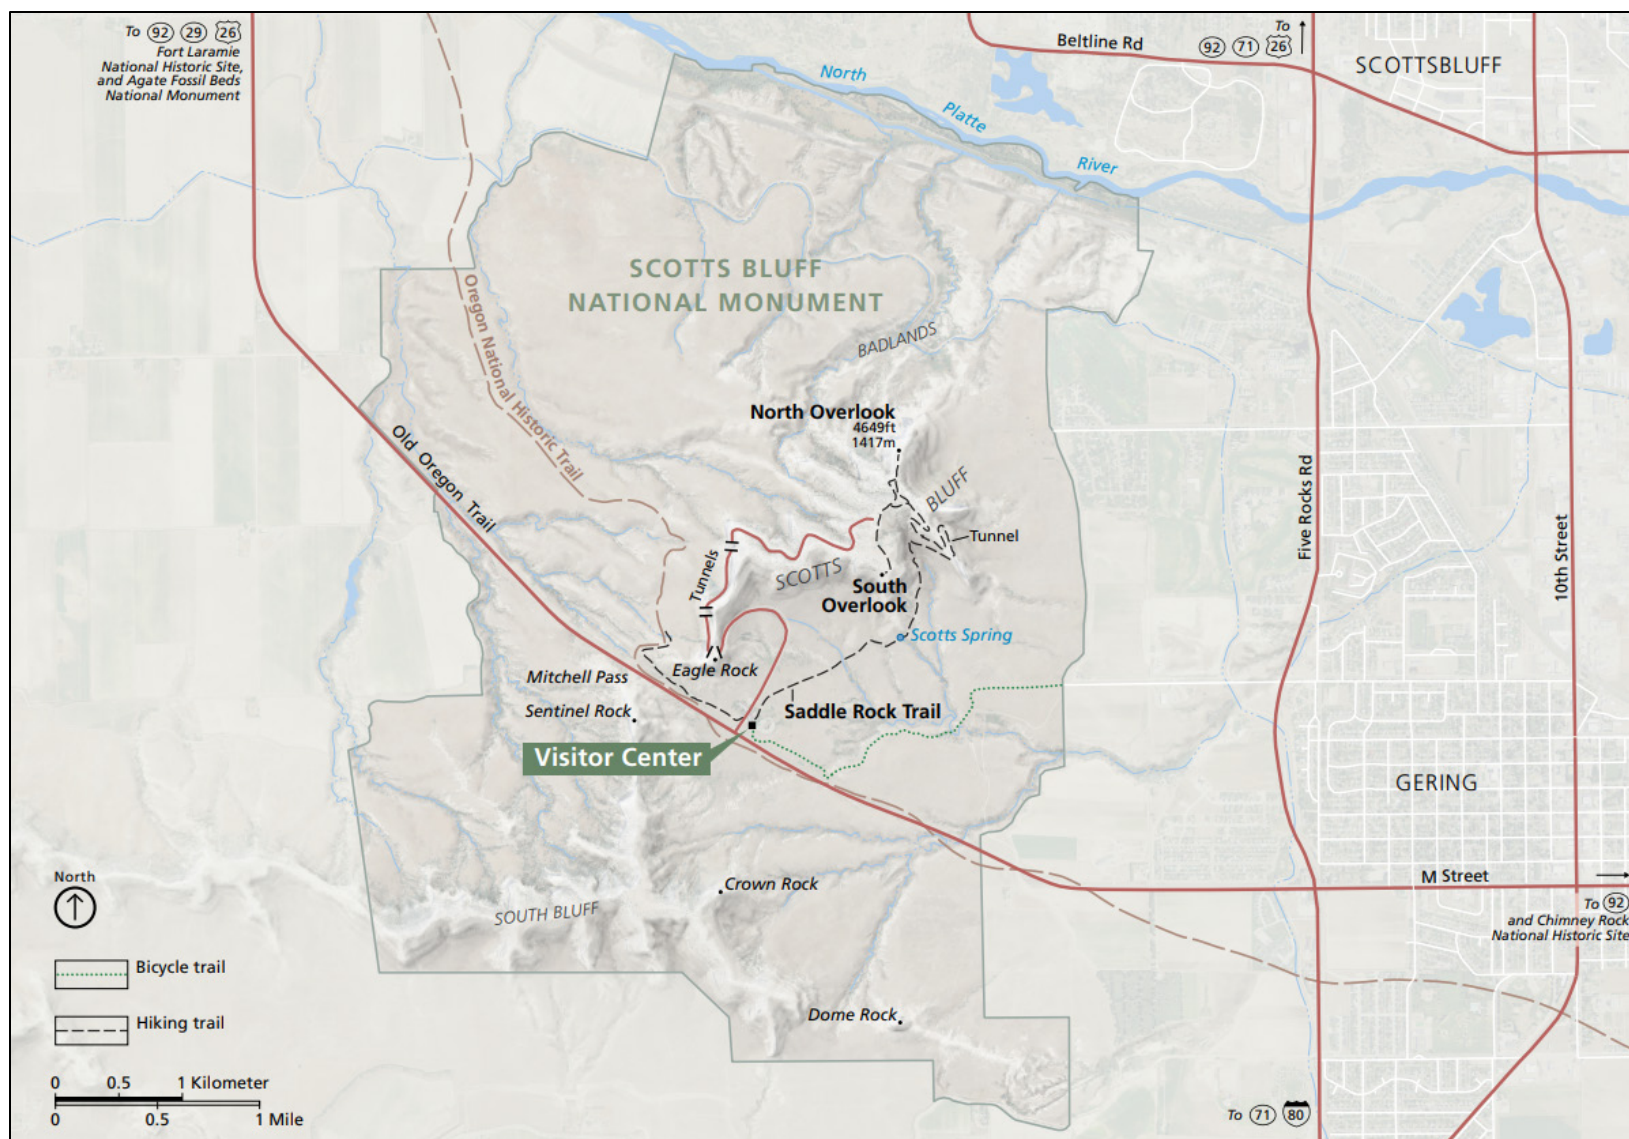 To 92 29 26
Fort Laramie
National Historic Site,
and Agate Fossil Beds
National Monument
To
92 71 26
Beltline Rd
SCOTTSBLUFF
North
Platte
River
SCOTTS BLUFF
NATIONAL MONUMENT
Oregon National Historic Trail
BADLANDS
North Overlook
4649ft
1417m
Old Oregon Trail
BLUFF
Five Rocks Rd
10th Street
Tunnel
Tunnels
SCOTTS
South
Overlook
Scotts Spring
Eagle Rock
Mitchell Pass
Sentinel Rock
Saddle Rock Trail
Visitor Center
GERING
M Street
Crown Rock
SOUTH BLUFF
To 92
and Chimney Rock
National Historic Site
North
Bicycle trail
Hiking trail
Dome Rock
0 0.5 1 Kilometer
0 0.5 1 Mile
To 71 80